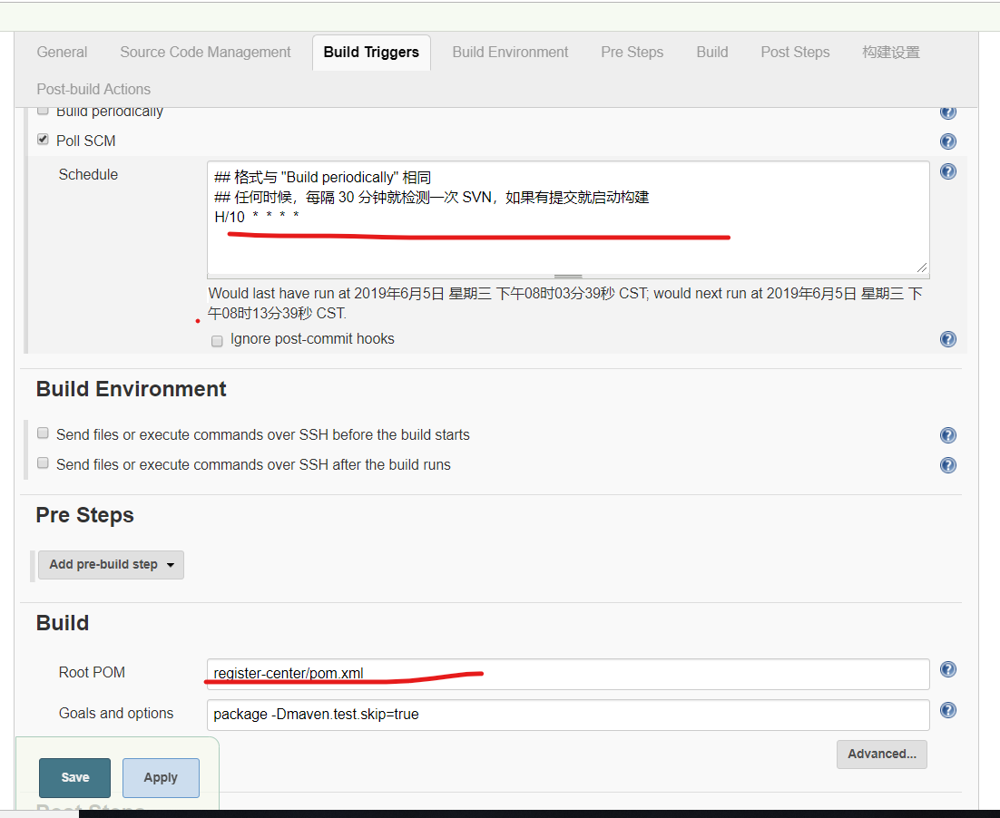 General
Source Code Management
Build Triggers
Build Environment
Pre Steps
Build
Post Steps
构建设置
Post-build Actions
Build periodically
Poll SCM
Schedule
## 格式与 "Build periodically" 相同
## 任何时候，每隔 30 分钟就检测一次 SVN，如果有提交就启动构建
H/10 * * * *
Would last have run at 2019年6月5日 星期三 下午08时03分39秒 CST; would next run at 2019年6月5日 星期三 下
午08时13分39秒 CST.
Ignore post-commit hooks
Build Environment
Send files or execute commands over SSH before the build starts
Send files or execute commands over SSH after the build runs
Pre Steps
Add pre-build step
Build
Root POM
register-center/pom.xml
Goals and options
package -Dmaven.test.skip=true
Advanced...
Save
Apply
Post Steps